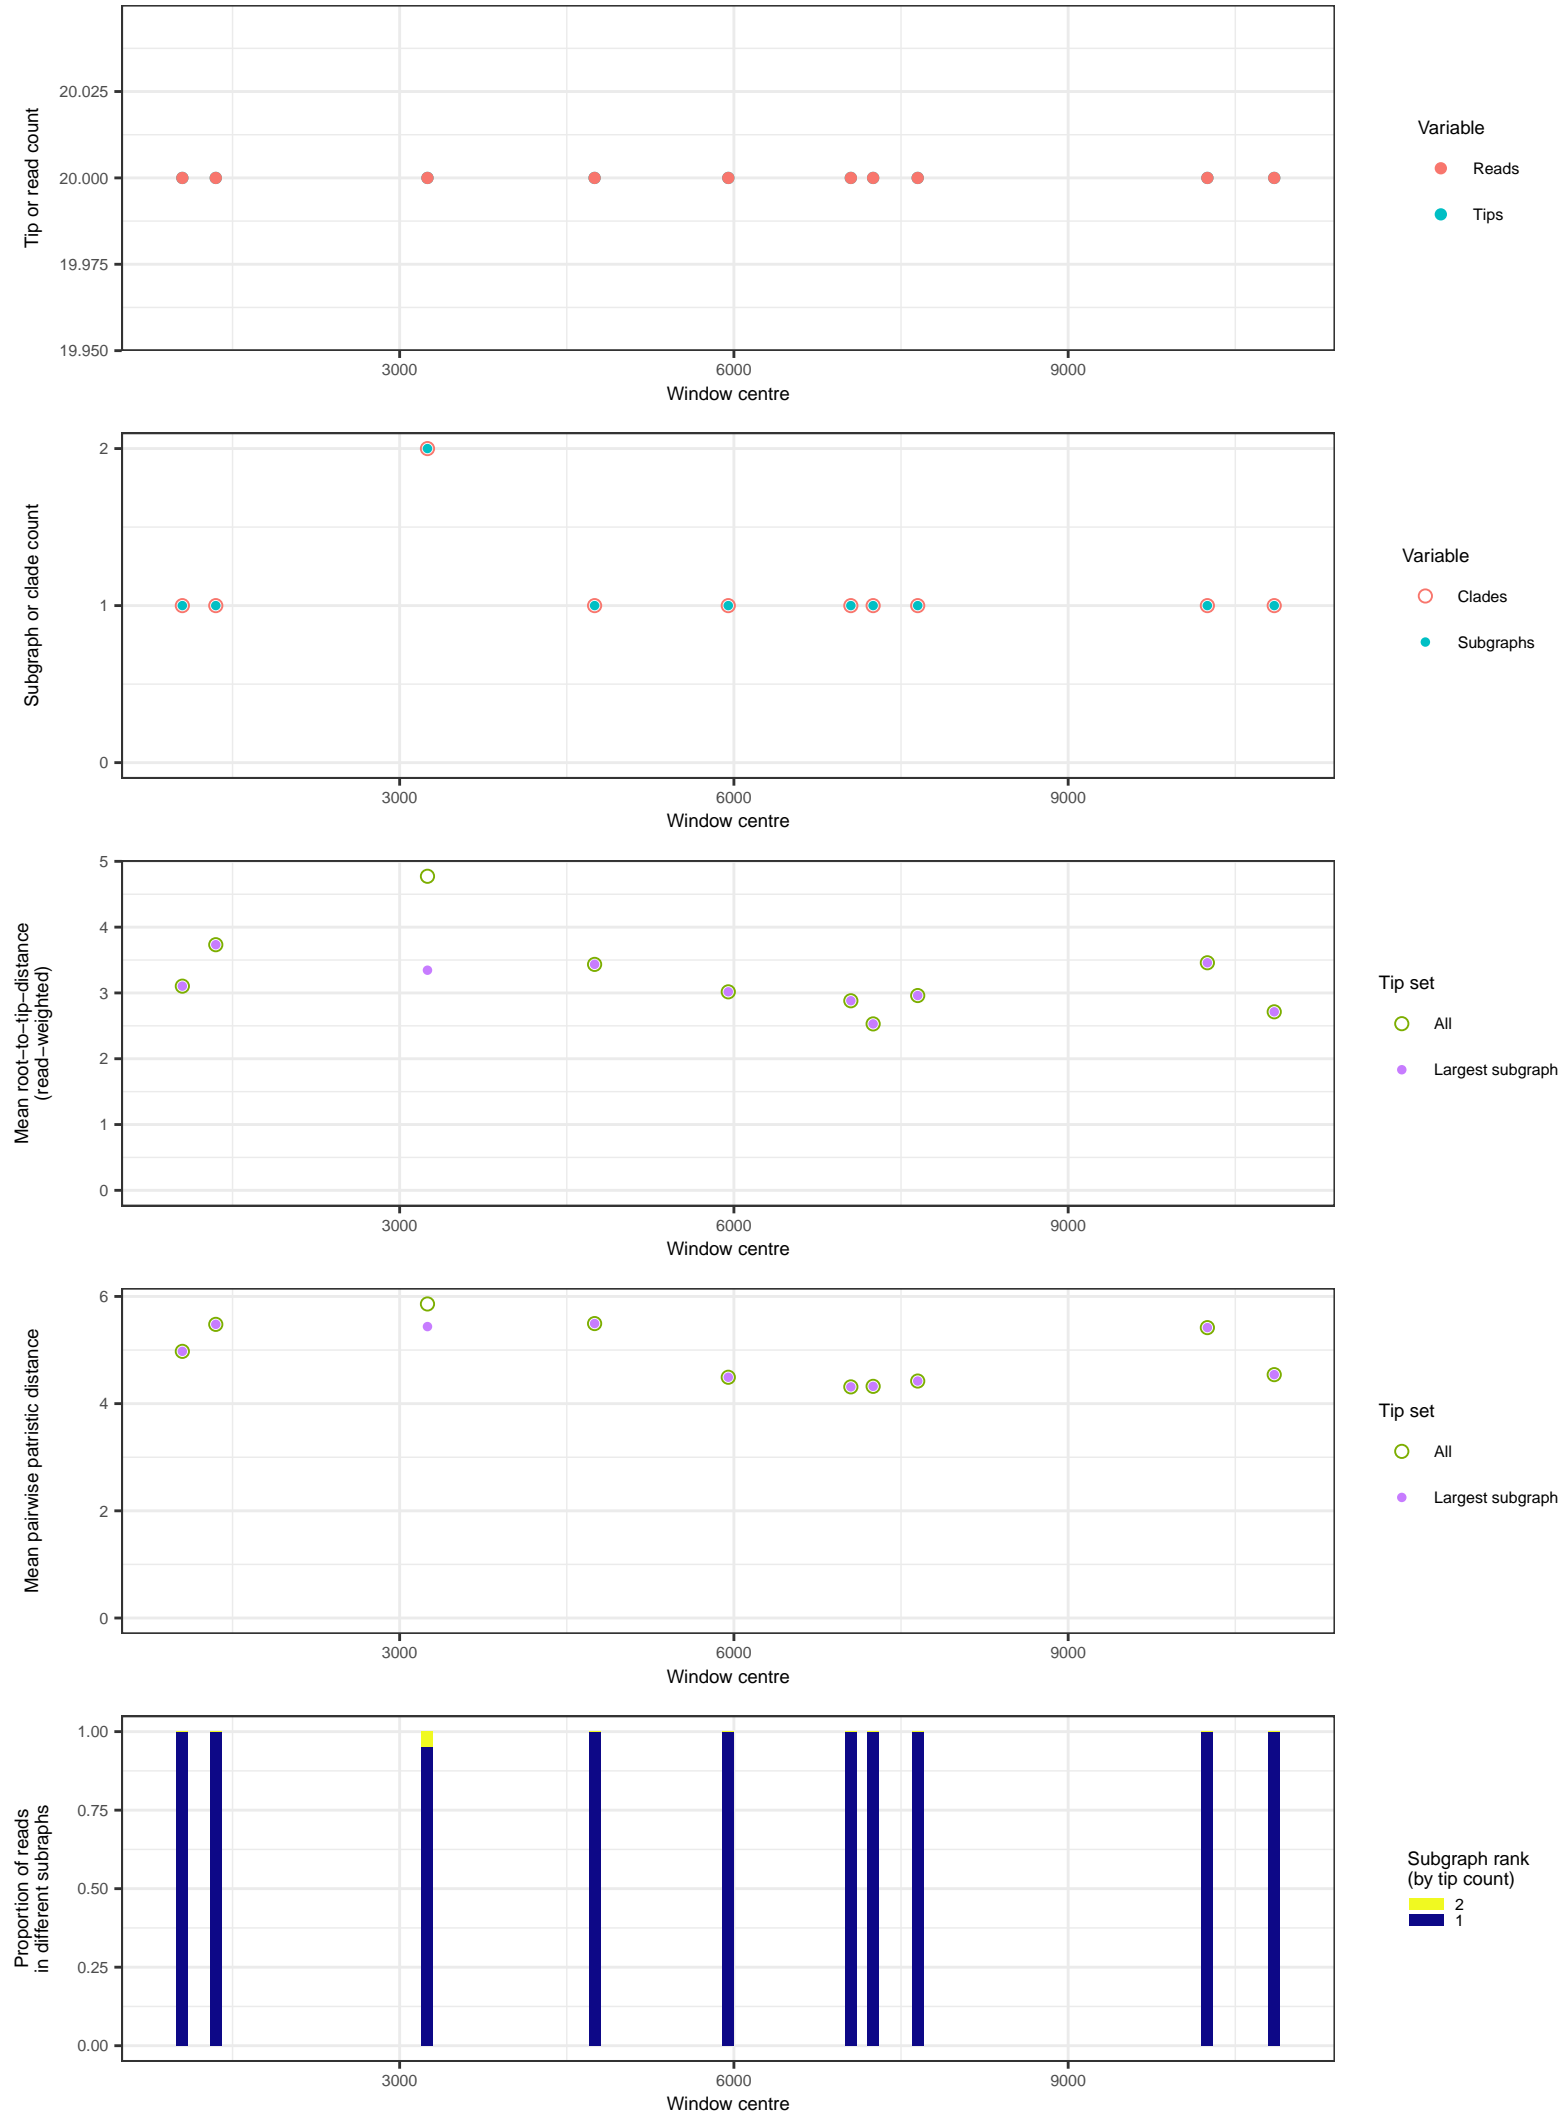 Tip or read count
20.025
20.000
19.975
19.950
3000
6000
9000
Window centre
Variable
Reads
Tips
Subgraph or clade count
2
1
0
3000
6000
9000
Window centre
Variable
Clades
Subgraphs
Mean root−to−tip−distance
(read−weighted)
5
4
3
2
1
0
3000
6000
9000
Window centre
Tip set
All
Largest subgraph
Mean pairwise patristic distance
6
4
2
0
3000
6000
9000
Window centre
Tip set
All
Largest subgraph
Proportion of reads
in different subraphs
1.00
0.75
0.50
0.25
0.00
3000
6000
9000
Window centre
Subgraph rank
(by tip count)
2
1